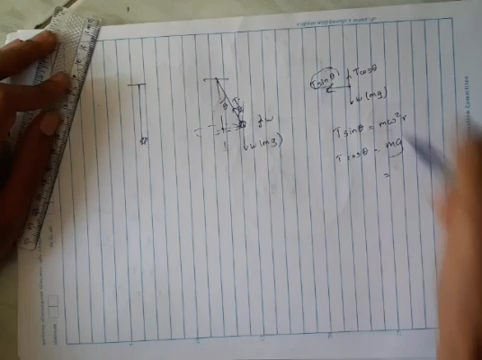 Tsinθ
Tcosθ
W(mg)
θ
T
ω
W(mg)
Tsinθ = mω²r
Tcosθ = mg
=